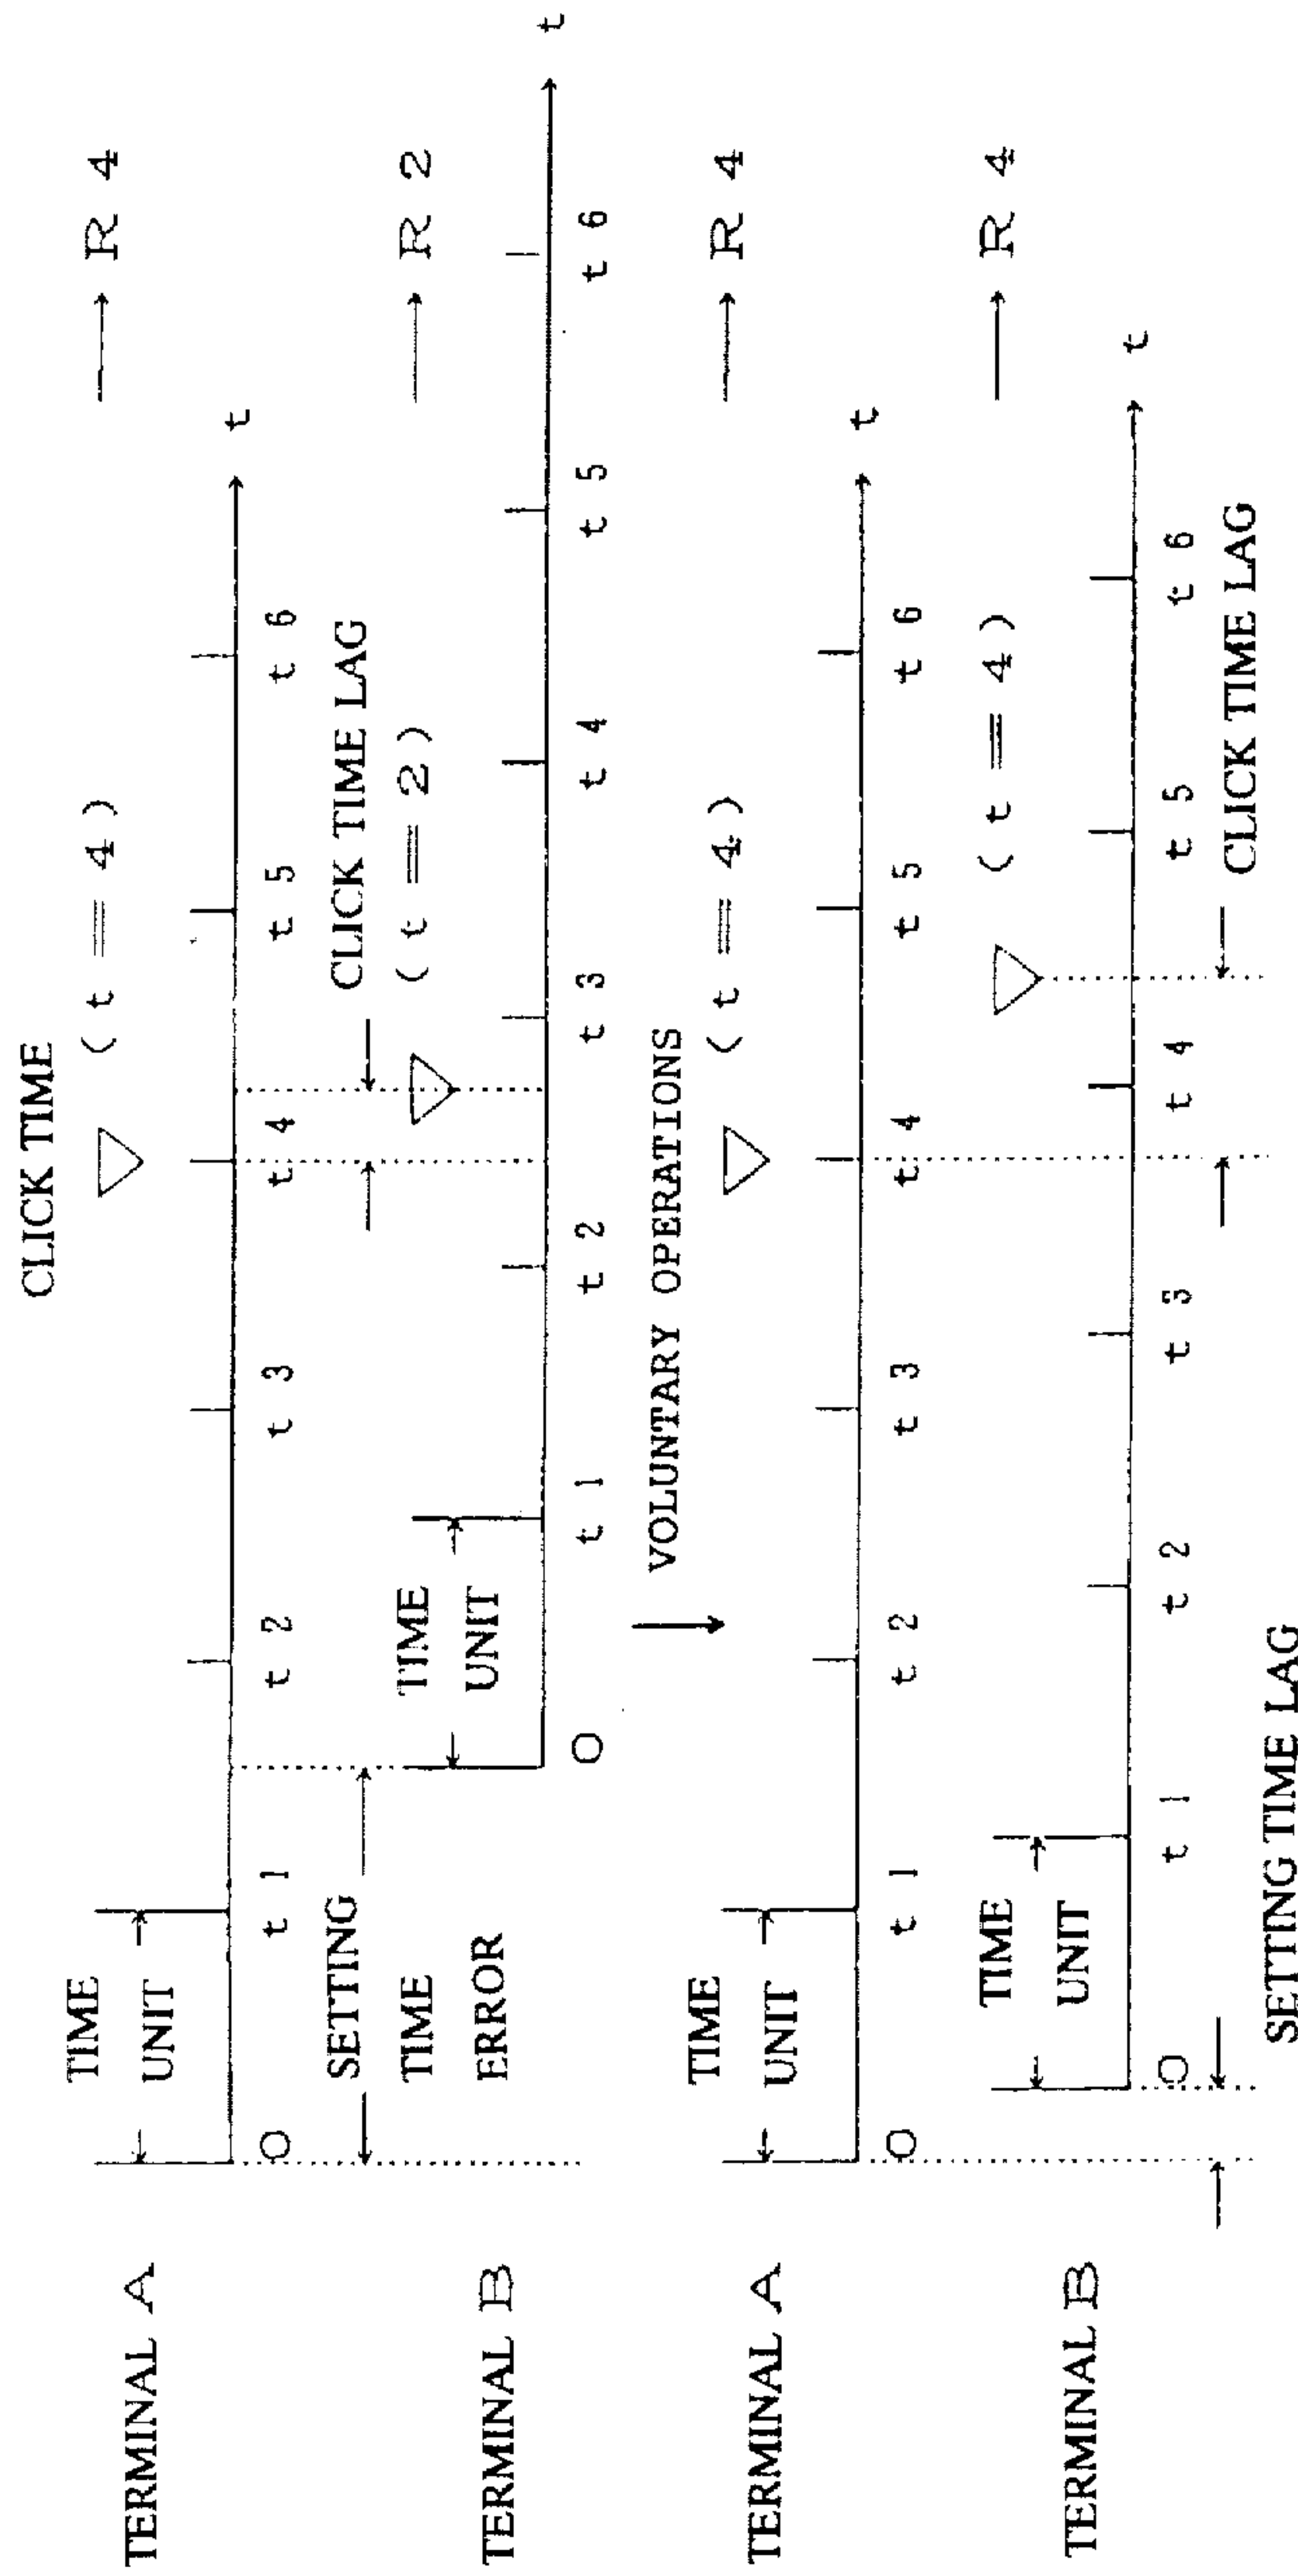 CLICK TIME
TERMINAL A
TIME
UNIT
( t = 4 )
R 4
O
t 1
t 2
t 3
t 4
t 5
t 6
t
SETTING
TIME
ERROR
CLICK TIME LAG
TERMINAL B
TIME
UNIT
( t = 2 )
R 2
O
t 1
t 2
t 3
t 4
t 5
t 6
t
VOLUNTARY OPERATIONS
TERMINAL A
TIME
UNIT
( t = 4 )
R 4
O
t 1
t 2
t 3
t 4
t 5
t 6
t
TERMINAL B
TIME
UNIT
( t = 4 )
R 4
O
t 1
t 2
t 3
t 4
t 5
t 6
t
CLICK TIME LAG
SETTING TIME LAG